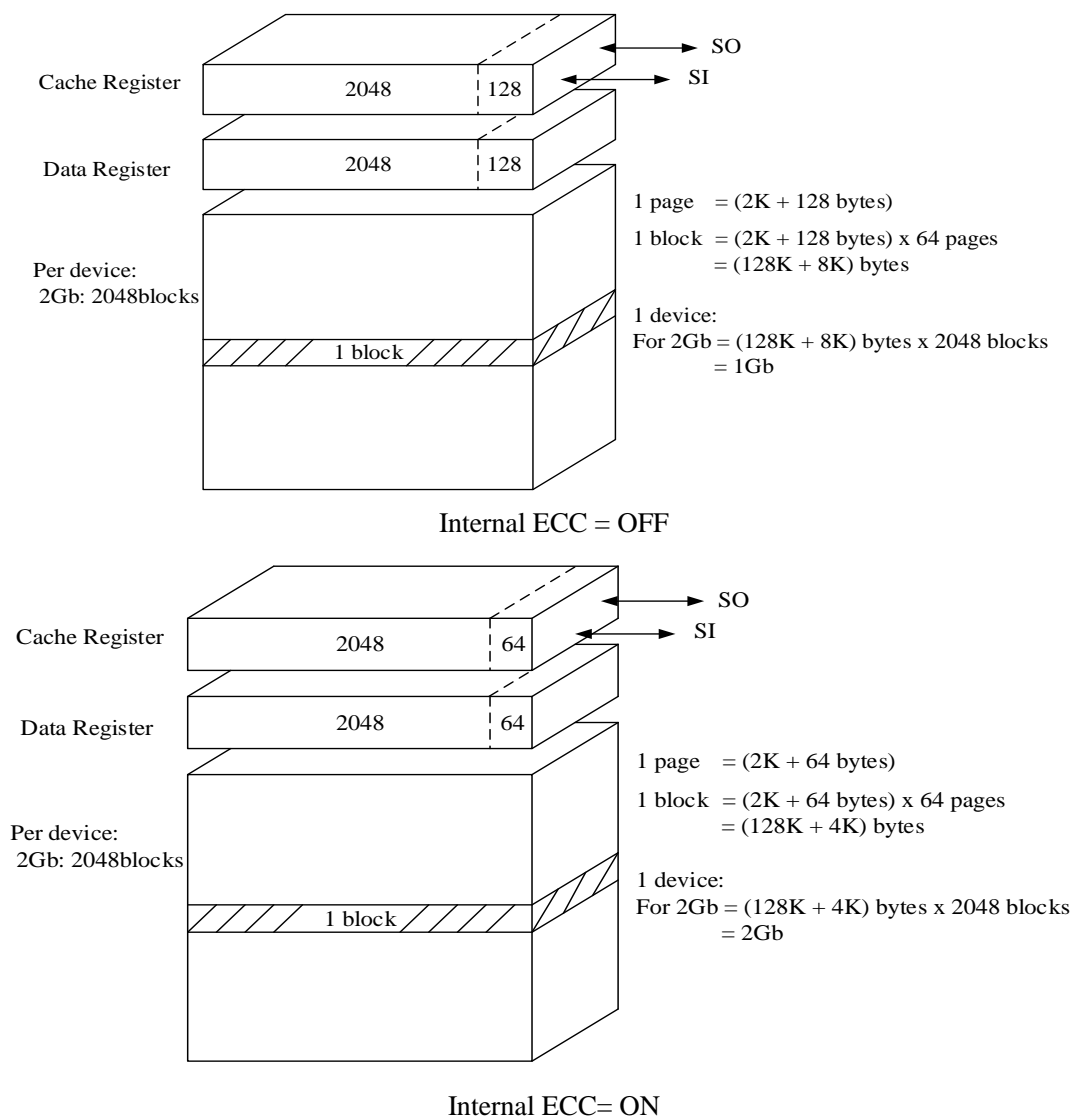 SO
SI
Cache Register
2048
128
Data Register
2048
128
1 page = (2K + 128 bytes)
1 block = (2K + 128 bytes) x 64 pages
= (128K + 8K) bytes
Per device:
2Gb: 2048blocks
1 device:
For 2Gb = (128K + 8K) bytes x 2048 blocks
= 1Gb
1 block
Internal ECC = OFF
SO
SI
Cache Register
2048
64
Data Register
2048
64
1 page = (2K + 64 bytes)
1 block = (2K + 64 bytes) x 64 pages
= (128K + 4K) bytes
Per device:
2Gb: 2048blocks
1 device:
For 2Gb = (128K + 4K) bytes x 2048 blocks
= 2Gb
1 block
Internal ECC= ON